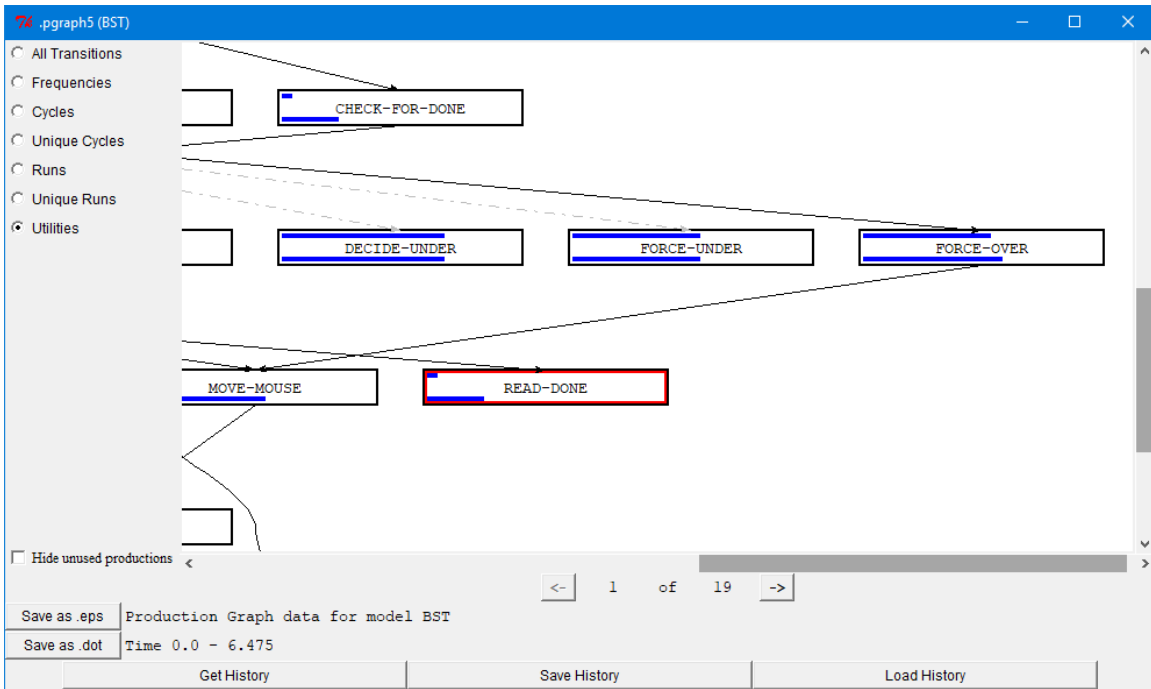 .pgraph5 (BST)
All Transitions
Frequencies
Cycles
Unique Cycles
Runs
Unique Runs
Utilities
CHECK-FOR-DONE
DECIDE-UNDER FORCE-UNDER FORCE-OVER
MOVE-MOUSE READ-DONE
Hide unused productions
<- 1 of 19 ->
Save as .eps Production Graph data for model BST
Save as .dot Time 0.0 - 6.475
Get History Save History Load History